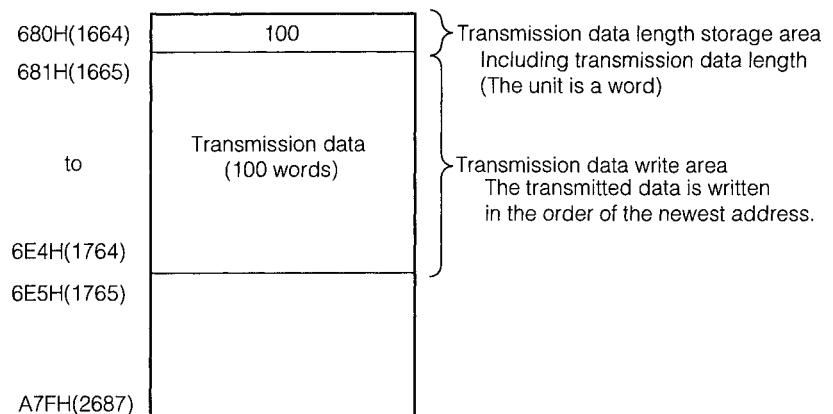 680H(1664)
100
Transmission data length storage area
Including transmission data length
(The unit is a word)
681H(1665)
to
Transmission data
(100 words)
Transmission data write area
The transmitted data is written
in the order of the newest address.
6E4H(1764)
6E5H(1765)
A7FH(2687)